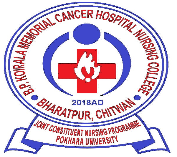 B.P. KOIRALA MEMORIAL CANCER HOSPITAL NURSING COLLEGE
2018AD
BHARATPUR, CHITWAN
JOINT CONSTITUENT NURSING PROGRAMME
POKHARA UNIVERSITY